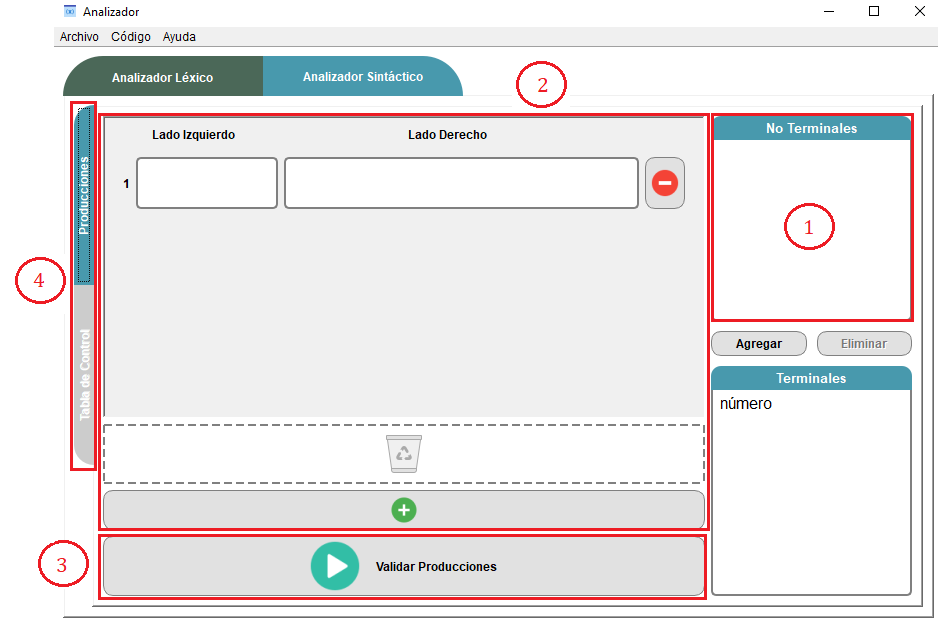 Analizador
Archivo Código Ayuda
Analizador Léxico Analizador Sintáctico
2
Lado Izquierdo Lado Derecho
No Terminales
1
1
Producciones
4
Tabla de Control
Agregar Eliminar
Terminales
número
3
Validar Producciones